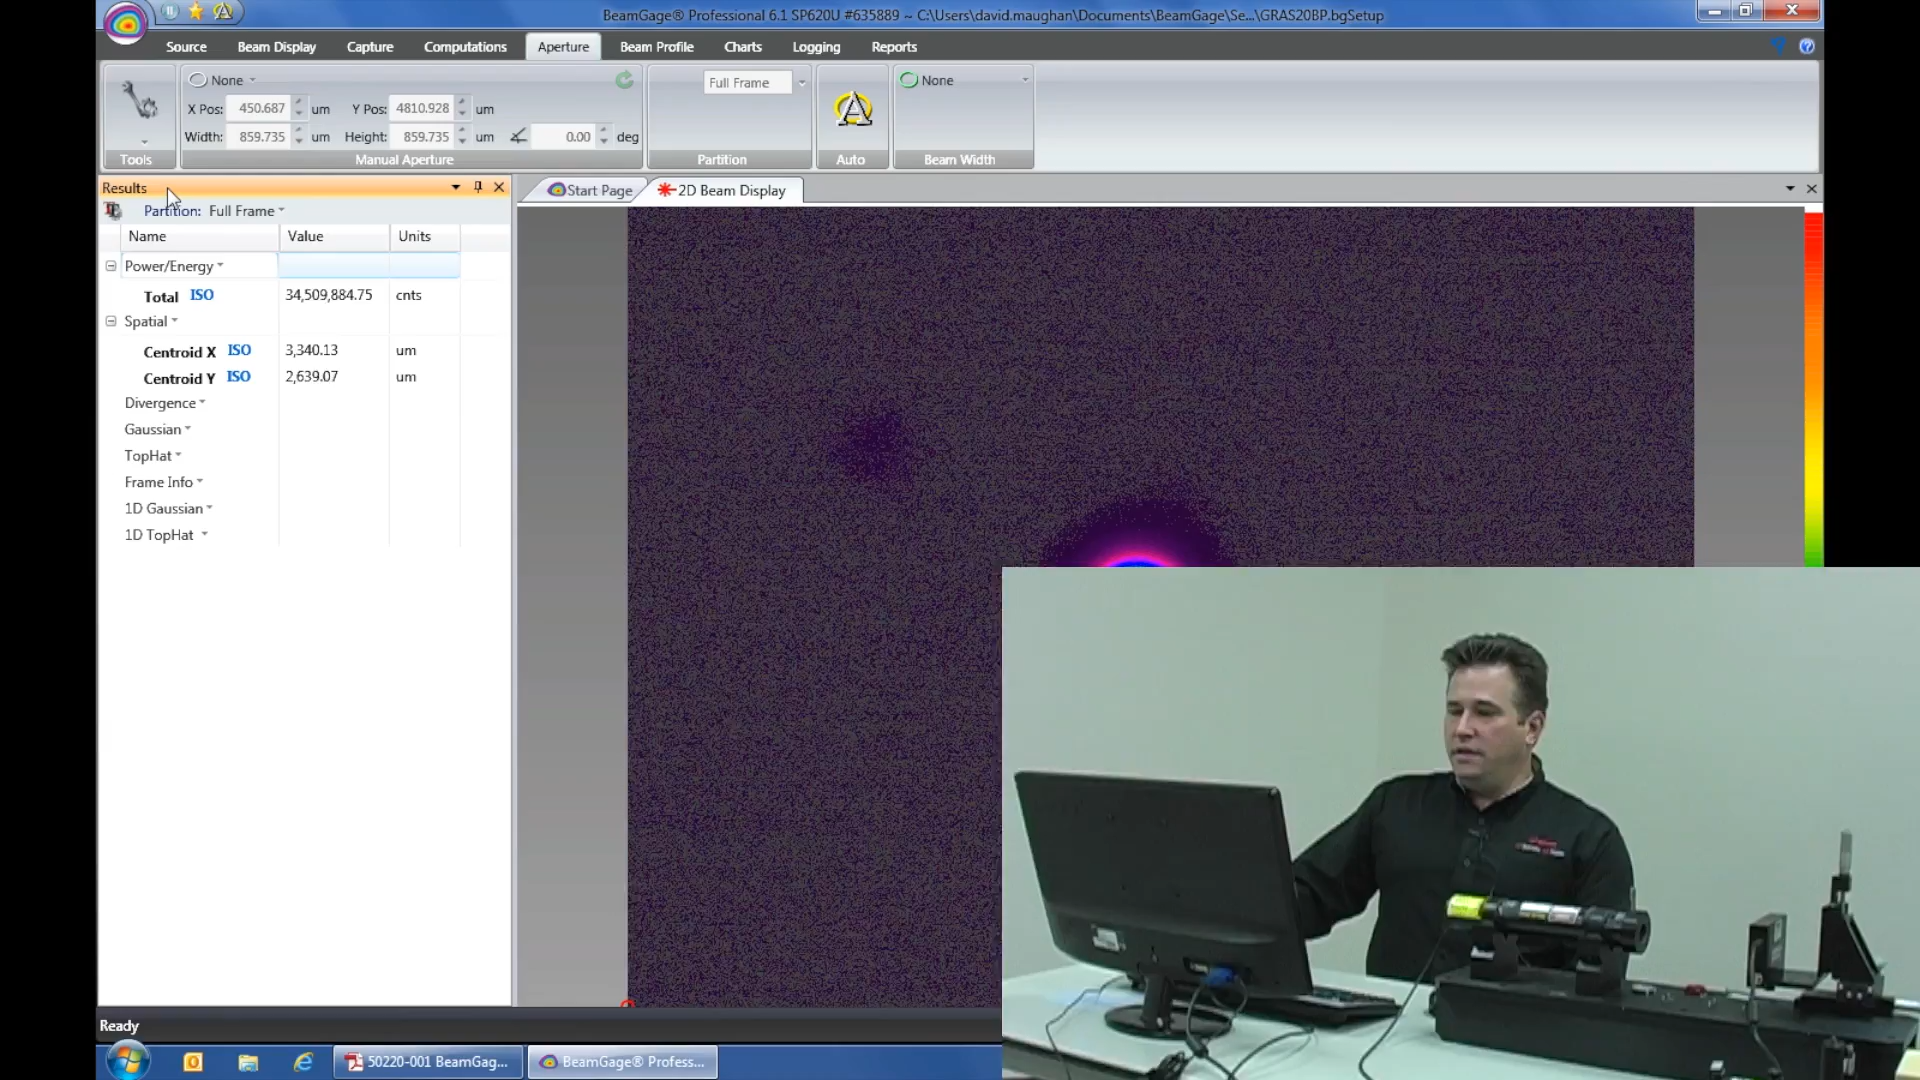 BeamGage® Professional 6.1 SP620U #635889 ~ C:\Users\david.maughan\Documents\BeamGage\Se...\GRAS20BP.bgSetup
Source Beam Display Capture Computations Aperture Beam Profile Charts Logging Reports
None Full Frame None
X Pos: 450.687 um Y Pos: 4810.928 um
Width: 859.735 um Height: 859.735 um 0.00 deg
Tools Manual Aperture Partition Auto Beam Width
Results
Start Page 2D Beam Display
Partition: Full Frame
Name Value Units
Power/Energy
Total ISO 34,509,884.75 cnts
Spatial
Centroid X ISO 3,340.13 um
Centroid Y ISO 2,639.07 um
Divergence
Gaussian
TopHat
Frame Info
1D Gaussian
1D TopHat
Ready
50220-001 BeamGag... BeamGage® Profess...